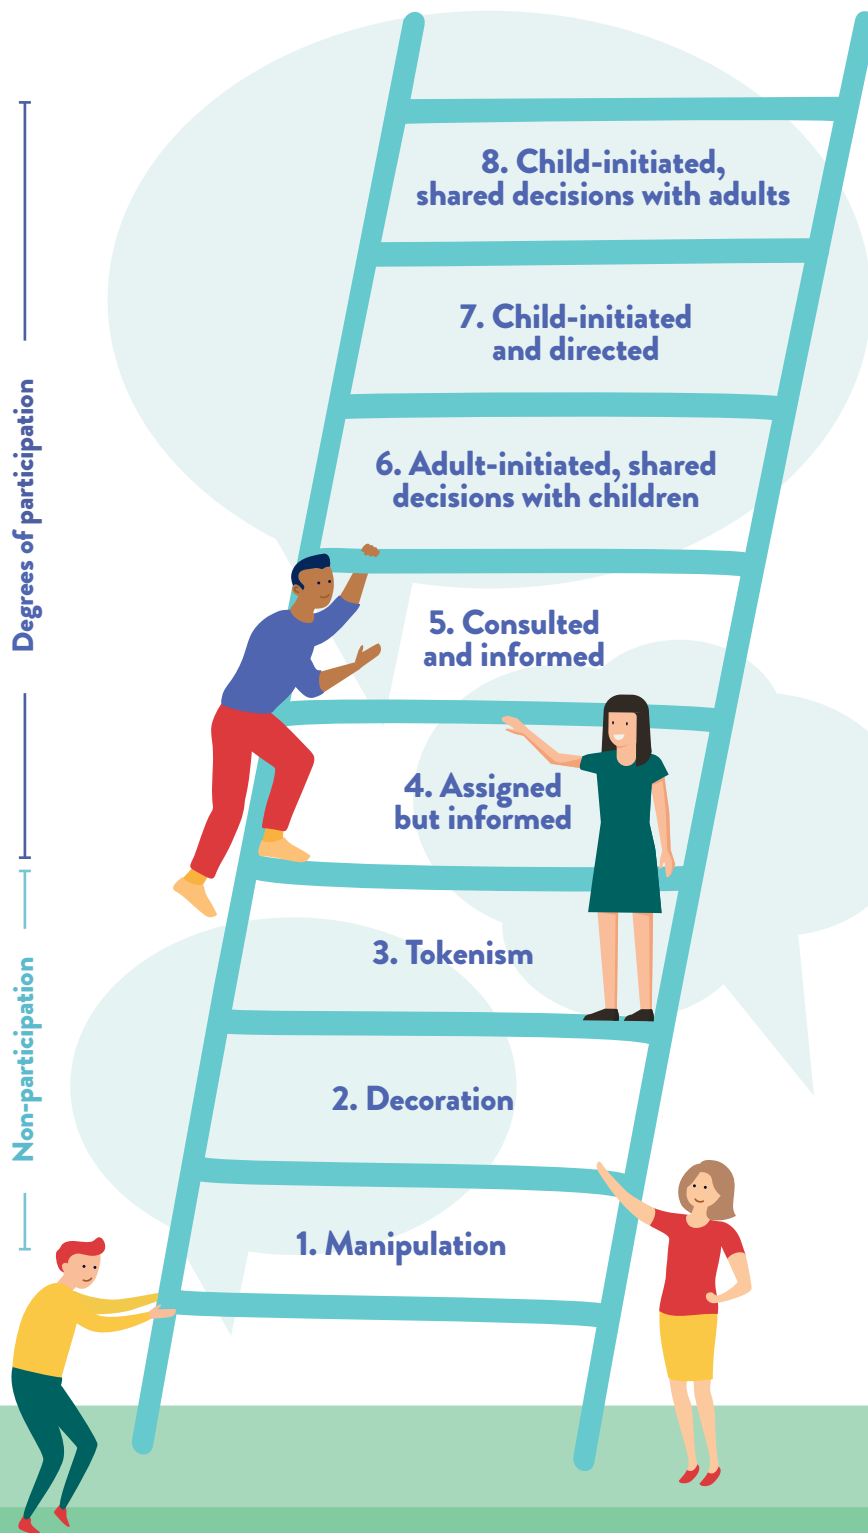 8. Child-initiated,
shared decisions with adults
7. Child-initiated
and directed
6. Adult-initiated, shared
decisions with children
5. Consulted
and informed
4. Assigned
but informed
3. Tokenism
2. Decoration
1. Manipulation
Degrees of participation
Non-participation